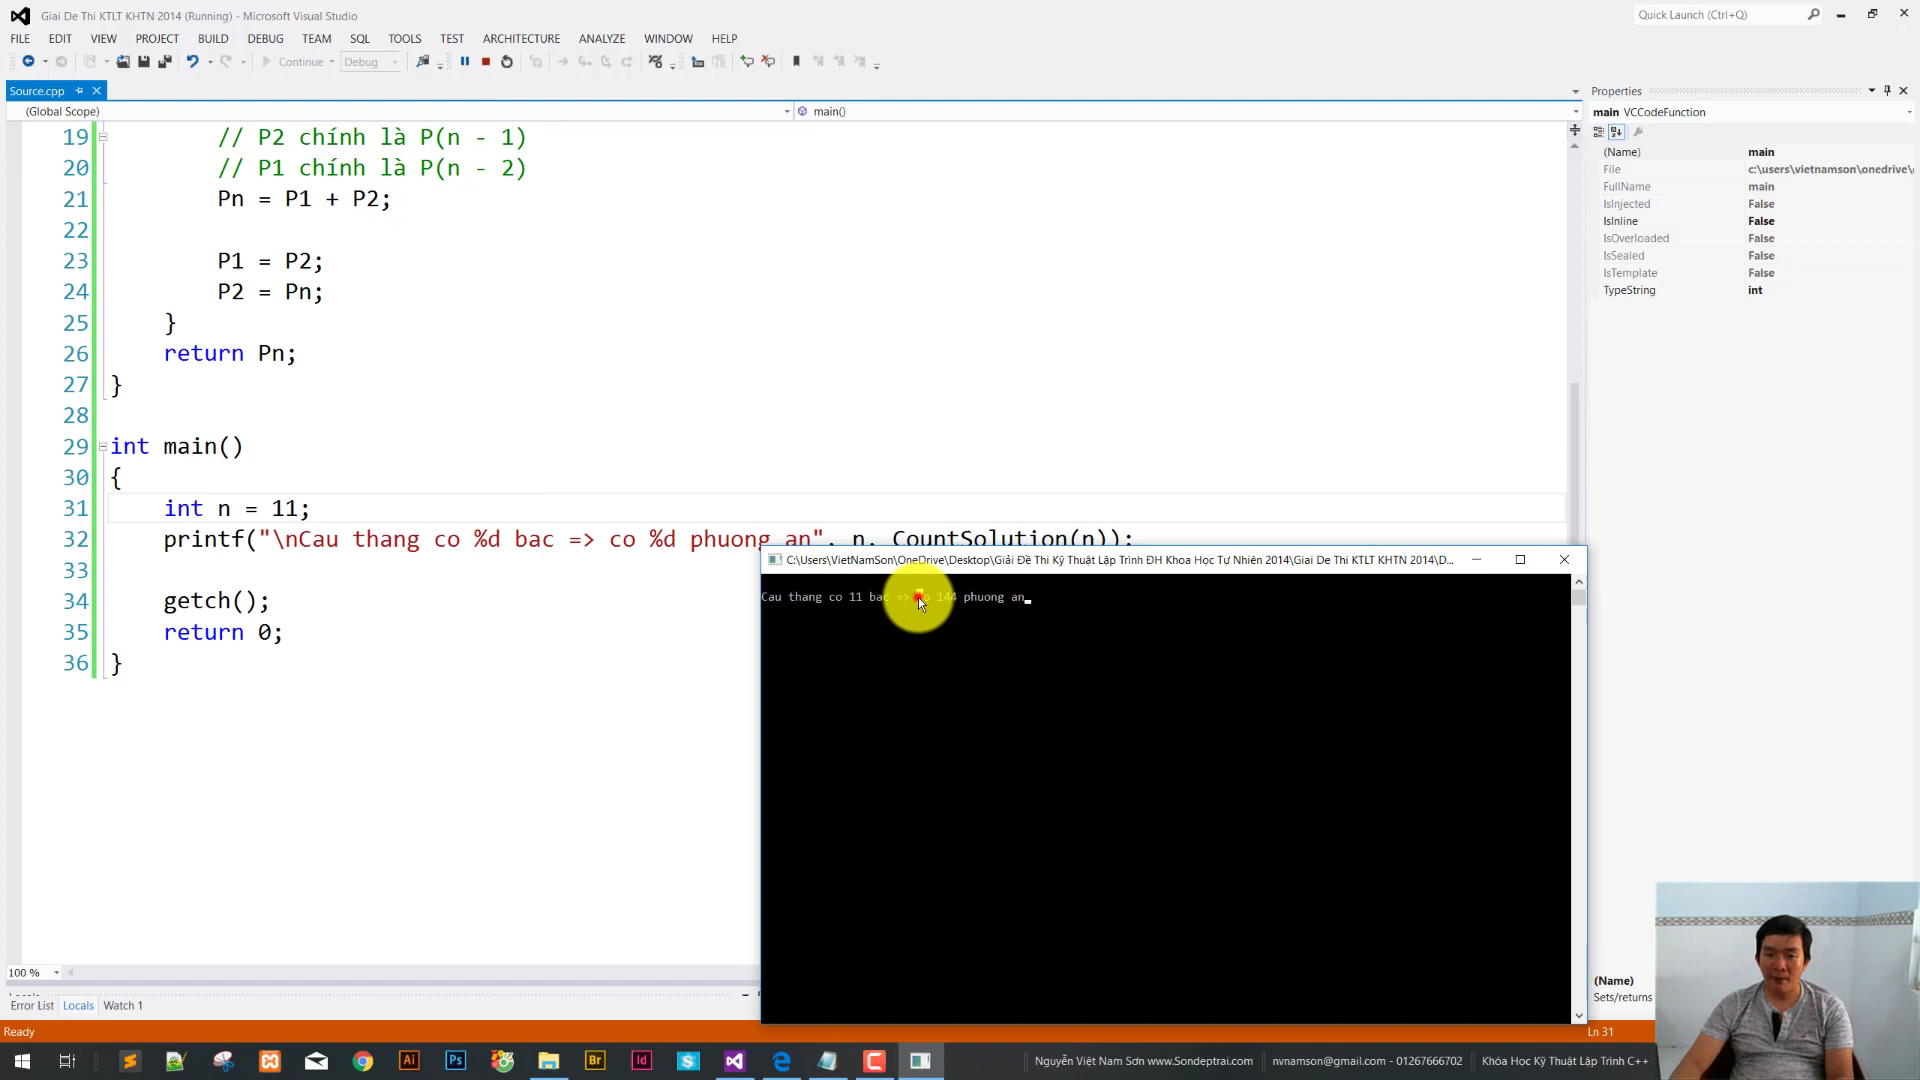 Giai De Thi KTLT KHTN 2014 (Running) - Microsoft Visual Studio
Quick Launch (Ctrl+Q)
FILE EDIT VIEW PROJECT BUILD DEBUG TEAM SQL TOOLS TEST ARCHITECTURE ANALYZE WINDOW HELP
Continue Debug
Source.cpp
(Global Scope) main()
19 // P2 chính là P(n - 1)
20 // P1 chính là P(n - 2)
21 Pn = P1 + P2;
22
23 P1 = P2;
24 P2 = Pn;
25 }
26 return Pn;
27 }
28
29 int main()
30 {
31 int n = 11;
32 printf("\nCau thang co %d bac => co %d phuong an", n, CountSolution(n));
33
34 getch();
35 return 0;
36 }
C:\Users\VietNamSon\OneDrive\Desktop\Giải Đề Thi Kỹ Thuật Lập Trình ĐH Khoa Học Tự Nhiên 2014\Giai De Thi KTLT KHTN 2014\D...
Cau thang co 11 bac => co 144 phuong an
Properties
main VCCodeFunction
(Name) main
File c:\users\vietnamson\onedrive\
FullName main
IsInjected False
IsInline False
IsOverloaded False
IsSealed False
IsTemplate False
TypeString int
(Name)
Sets/returns
100 %
Error List Locals Watch 1
Ready
Ln 31
Nguyễn Việt Nam Sơn www.Sondeptrai.com nvnamson@gmail.com - 01267666702 Khóa Học Kỹ Thuật Lập Trình C++